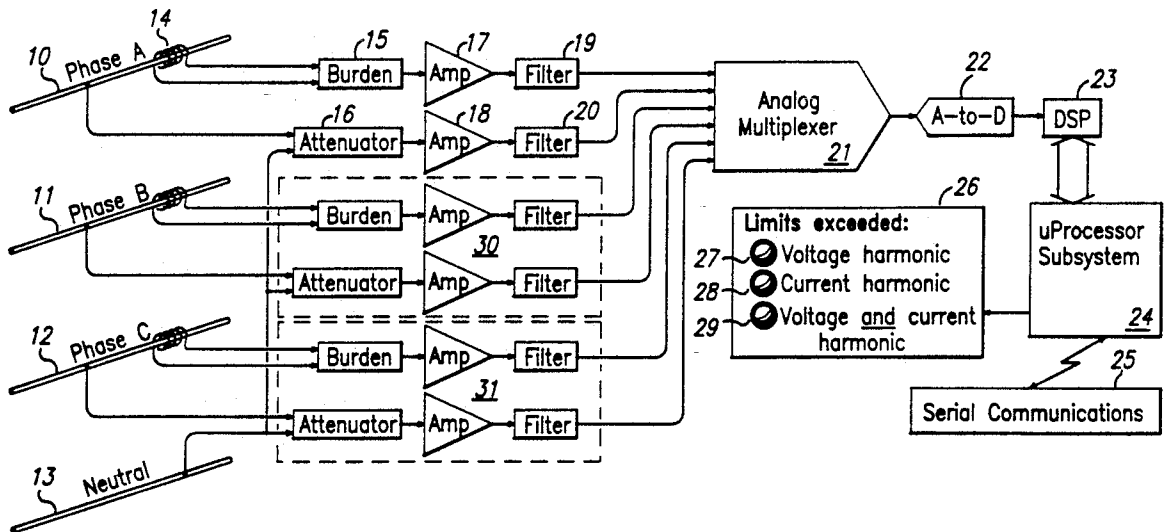 10
Phase A
14
15
Burden
17
Amp
19
Filter
16
Attenuator
18
Amp
20
Filter
Analog
Multiplexer
21
22
A-to-D
23
DSP
11
Phase B
Burden
Amp
Filter
30
Attenuator
Amp
Filter
12
Phase C
Burden
Amp
Filter
31
Attenuator
Amp
Filter
13
Neutral
26
Limits exceeded:
27
Voltage harmonic
28
Current harmonic
29
Voltage and current
harmonic
uProcessor
Subsystem
24
25
Serial Communications